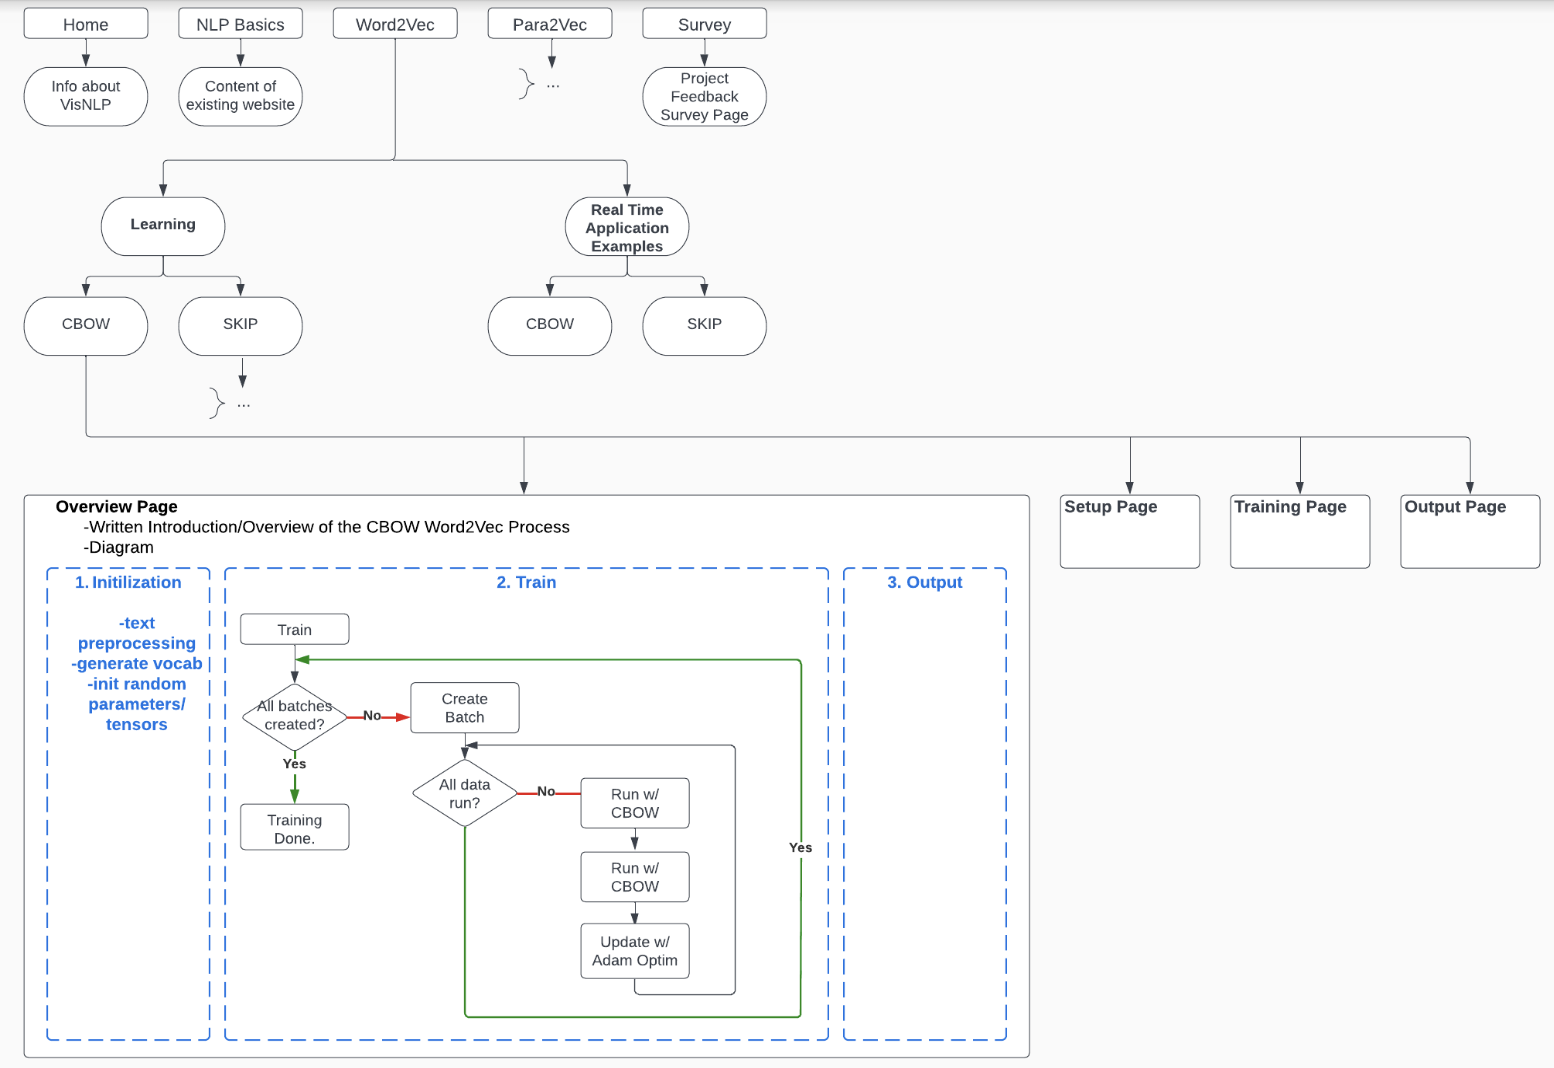 Home
NLP Basics
Word2Vec
Para2Vec
Survey
Info about
VisNLP
Content of
existing website
...
Project
Feedback
Survey Page
Learning
Real Time
Application
Examples
CBOW
SKIP
CBOW
SKIP
...
Overview Page
-Written Introduction/Overview of the CBOW Word2Vec Process
-Diagram
Setup Page
Training Page
Output Page
1. Initilization
-text
preprocessing
-generate vocab
-init random
parameters/
tensors
2. Train
Train
All batches
created?
No
Create
Batch
Yes
Training
Done.
All data
run?
No
Run w/
CBOW
Run w/
CBOW
Update w/
Adam Optim
Yes
3. Output